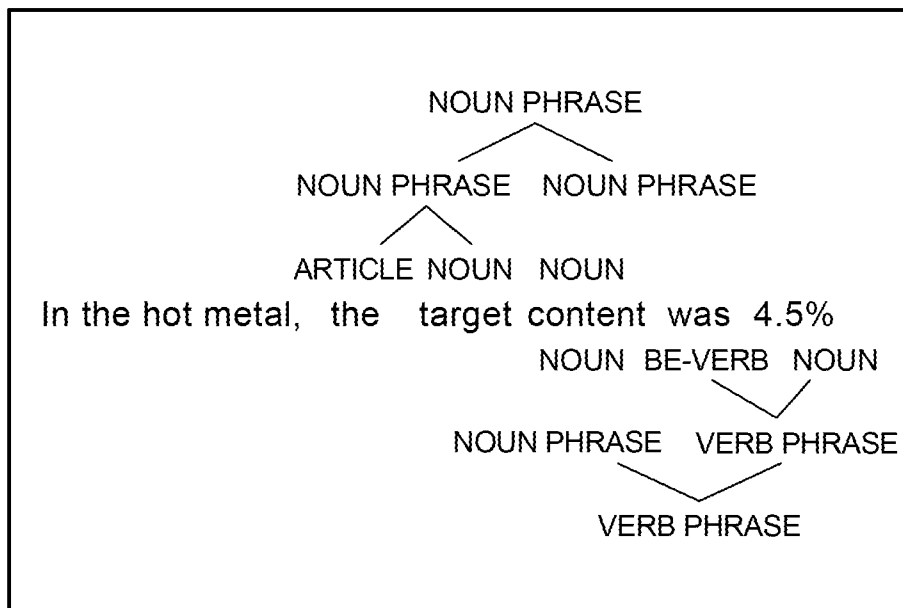 NOUN PHRASE
NOUN PHRASE NOUN PHRASE
ARTICLE NOUN NOUN
In the hot metal, the target content was 4.5%
NOUN BE-VERB NOUN
NOUN PHRASE VERB PHRASE
VERB PHRASE